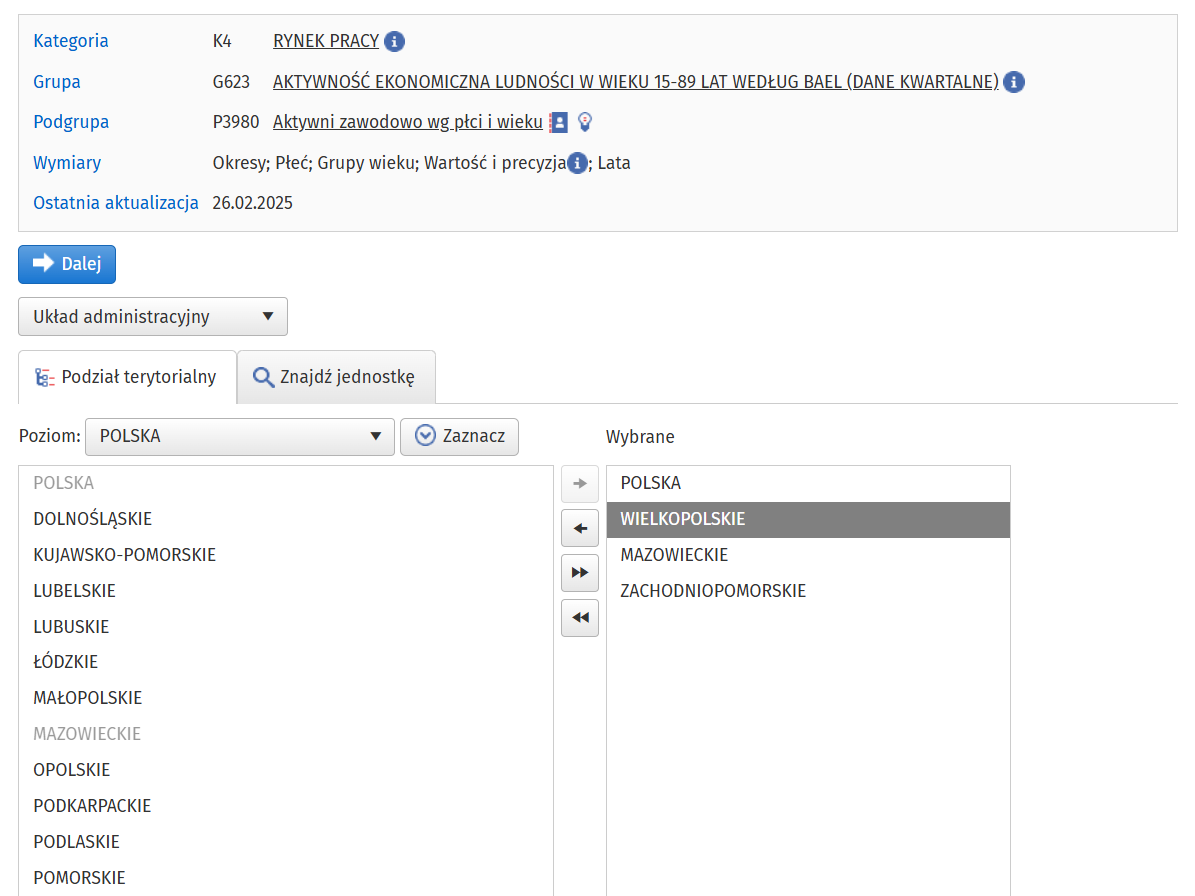 Kategoria K4 RYNEK PRACY
Grupa G623 AKTYWNOŚĆ EKONOMICZNA LUDNOŚCI W WIEKU 15-89 LAT WEDŁUG BAEL (DANE KWARTALNE)
Podgrupa P3980 Aktywni zawodowo wg płci i wieku
Wymiary Okresy; Płeć; Grupy wieku; Wartość i precyzja; Lata
Ostatnia aktualizacja 26.02.2025
Dalej
Układ administracyjny
Podział terytorialny Znajdź jednostkę
Poziom: POLSKA Zaznacz Wybrane
POLSKA
DOLNOŚLĄSKIE
KUJAWSKO-POMORSKIE
LUBELSKIE
LUBUSKIE
ŁÓDZKIE
MAŁOPOLSKIE
MAZOWIECKIE
OPOLSKIE
PODKARPACKIE
PODLASKIE
POMORSKIE
POLSKA
WIELKOPOLSKIE
MAZOWIECKIE
ZACHODNIOPOMORSKIE